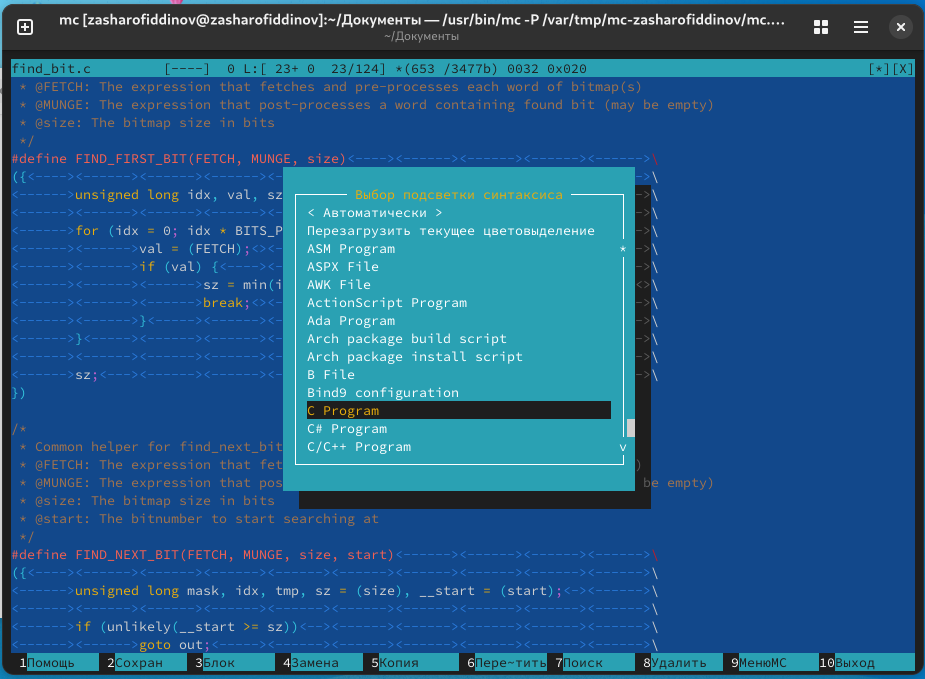 mc [zasharofiddinov@zasharofiddinov]:~/Документы — /usr/bin/mc -P /var/tmp/mc-zasharofiddinov/mc....
~/Документы
find_bit.c [----] 0 L:[ 23+ 0 23/124] *(653 /3477b) 0032 0x020 [*][X]
* @FETCH: The expression that fetches and pre-processes each word of bitmap(s)
* @MUNGE: The expression that post-processes a word containing found bit (may be empty)
* @size: The bitmap size in bits
*/
#define FIND_FIRST_BIT(FETCH, MUNGE, size)<----><------><------><------><------>\
({<----><------><------><-->\
<------>unsigned long idx, val, sz>\
<------><------><------><-->\
<------>for (idx = 0; idx * BITS_P>\
<------><------>val = (FETCH);<><->\
<------><------>if (val) {<----><->\
<------><------><------>sz = min(i<>\
<------><------><------>break;<><->\
<------><------>}<-----><------><->\
<------>}<-----><------><------><->\
<------><------><------><------><->\
<------>sz;<---><------><------><->\
})
/*
* Common helper for find_next_bit
* @FETCH: The expression that fet)
* @MUNGE: The expression that pos be empty)
* @size: The bitmap size in bits
* @start: The bitnumber to start searching at
*/
#define FIND_NEXT_BIT(FETCH, MUNGE, size, start)<------><------><------><------>\
({<----><------><------><------><------><------><------><------><------><------>\
<------>unsigned long mask, idx, tmp, sz = (size), __start = (start);<-><------>\
<------><------><------><------><------><------><------><------><------><------>\
<------>if (unlikely(__start >= sz))<--><------><------><------><------><------>\
<------><------>goto out;<-----><------><------><------><------><------><------>\
Выбор подсветки синтаксиса
< Автоматически >
Перезагрузить текущее цветовыделение
ASM Program *
ASPX File
AWK File
ActionScript Program
Ada Program
Arch package build script
Arch package install script
B File
Bind9 configuration
C Program
C# Program
C/C++ Program v
1Помощь 2Сохран 3Блок 4Замена 5Копия 6Пере~тить 7Поиск 8Удалить 9МенюМС 10Выход